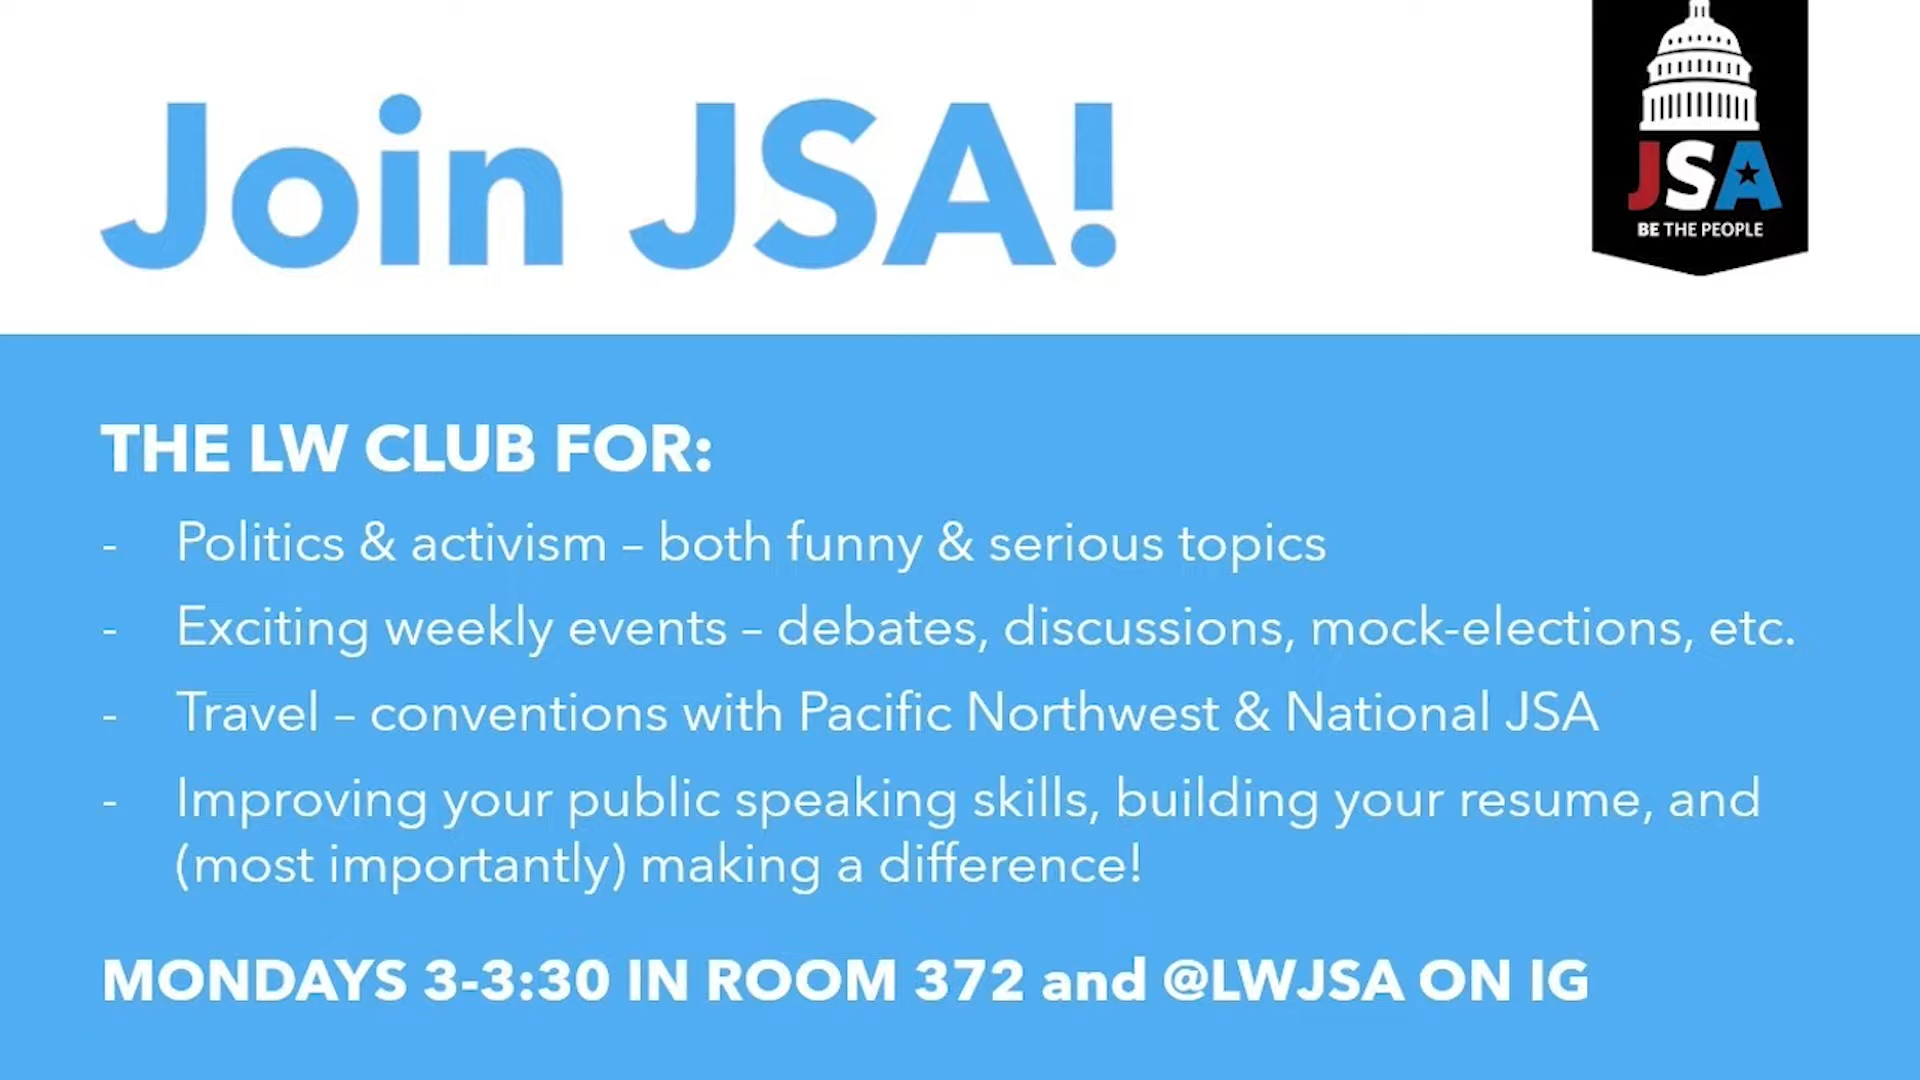 Join JSA!
JSA
BE THE PEOPLE
THE LW CLUB FOR:
- Politics & activism – both funny & serious topics
- Exciting weekly events – debates, discussions, mock-elections, etc.
- Travel – conventions with Pacific Northwest & National JSA
- Improving your public speaking skills, building your resume, and
(most importantly) making a difference!
MONDAYS 3-3:30 IN ROOM 372 and @LWJSA ON IG